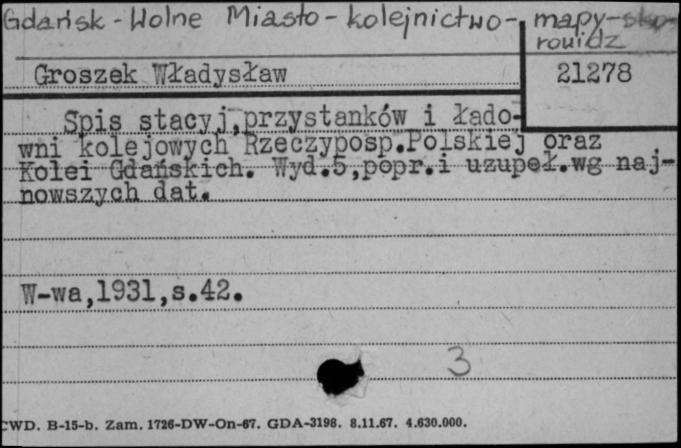 Gdańsk - Wolne Miasto - kolejnictwo - mapy - sko-
rowidz
Groszek Władysław
21278
Spis stacyj,przystanków i łado-
wni kolejowych Rzeczyposp.Polskiej oraz
Kolei Gdańskich. Wyd.5,popr.i uzupeł.wg naj-
nowszych dat.
W-wa,1931,s.42.
3
CWD. B-15-b. Zam. 1726-DW-On-67. GDA-3198. 8.11.67. 4.630.000.